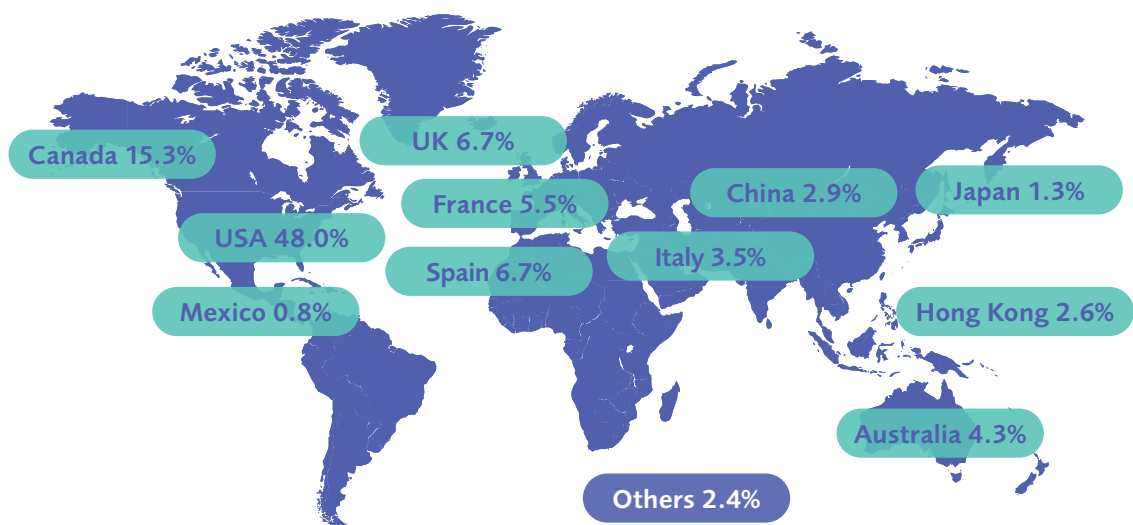 UK 6.7%
Canada 15.3%
China 2.9%
Japan 1.3%
France 5.5%
USA 48.0%
Italy 3.5%
Spain 6.7%
Mexico 0.8%
Hong Kong 2.6%
Australia 4.3%
Others 2.4%